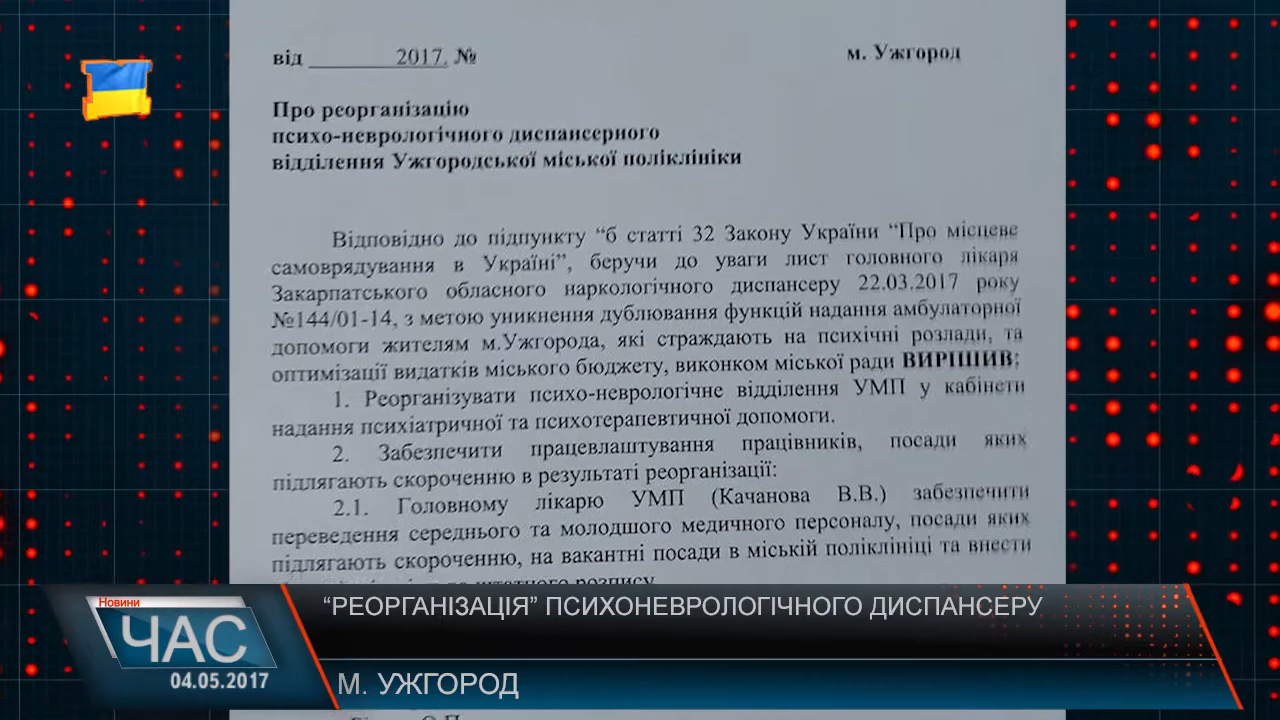 від 2017. №
м. Ужгород
Про реорганізацію
психо-неврологічного диспансерного
відділення Ужгородської міської поліклініки
Відповідно до підпункту “б статті 32 Закону України “Про місцеве
самоврядування в Україні”, беручи до уваги лист головного лікаря
Закарпатського обласного наркологічного диспансеру 22.03.2017 року
№144/01-14, з метою уникнення дублювання функцій надання амбулаторної
допомоги жителям м.Ужгорода, які страждають на психічні розлади, та
оптимізації видатків міського бюджету, виконком міської ради ВИРІШИВ:
1. Реорганізувати психо-неврологічне відділення УМП у кабінети
надання психіатричної та психотерапевтичної допомоги.
2. Забезпечити працевлаштування працівників, посади яких
підлягають скороченню в результаті реорганізації:
2.1. Головному лікарю УМП (Качанова В.В.) забезпечити
переведення середнього та молодшого медичного персоналу, посади яких
підлягають скороченню, на вакантні посади в міській поліклініці та внести
штатного розпису.
“РЕОРГАНІЗАЦІЯ” ПСИХОНЕВРОЛОГІЧНОГО ДИСПАНСЕРУ
Новини
ЧАС
04.05.2017
М. УЖГОРОД